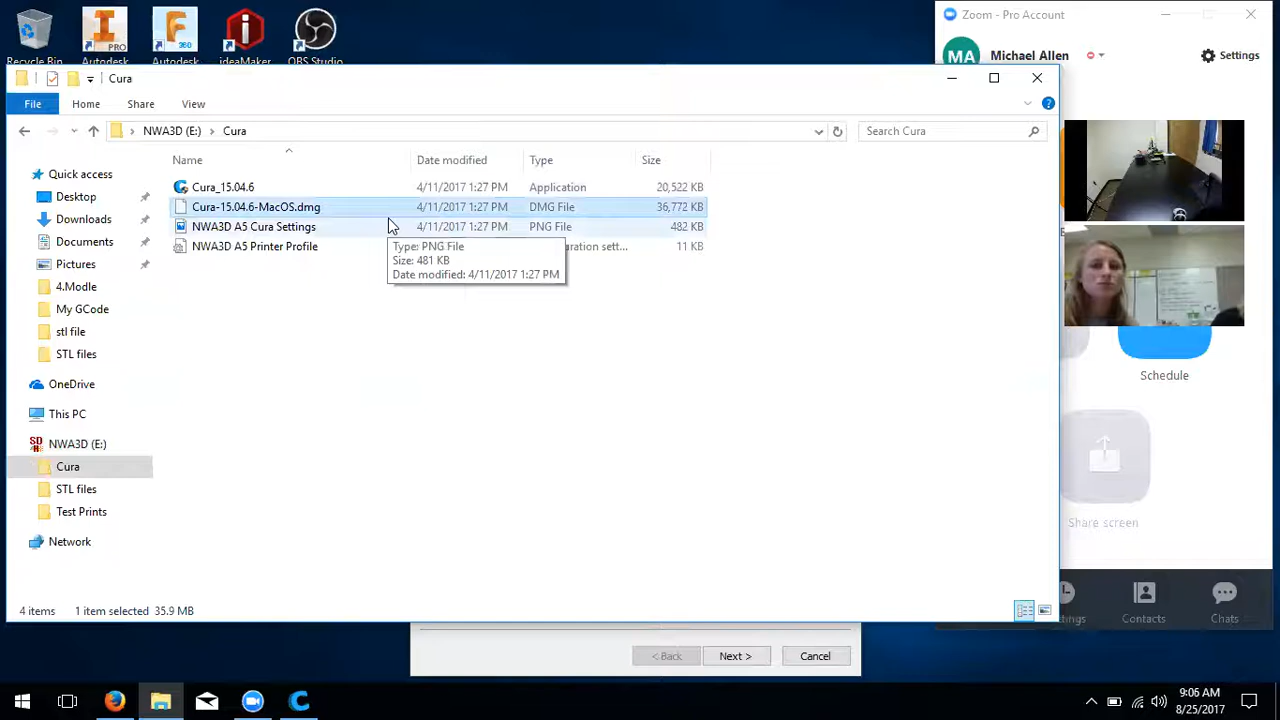 Recycle Bin
Autodesk
Autodesk
ideaMaker
OBS Studio
PRO
360
Zoom - Pro Account
MA
Michael Allen
Settings
Cura
File
Home
Share
View
NWA3D (E:)
Cura
Search Cura
Name
Date modified
Type
Size
Cura_15.04.6
4/11/2017 1:27 PM
Application
20,522 KB
Cura-15.04.6-MacOS.dmg
4/11/2017 1:27 PM
DMG File
36,772 KB
NWA3D A5 Cura Settings
4/11/2017 1:27 PM
PNG File
482 KB
NWA3D A5 Printer Profile
uration sett...
11 KB
Type: PNG File
Size: 481 KB
Date modified: 4/11/2017 1:27 PM
Quick access
Desktop
Downloads
Documents
Pictures
4.Modle
My GCode
stl file
STL files
OneDrive
This PC
NWA3D (E:)
Cura
STL files
Test Prints
Network
4 items
1 item selected 35.9 MB
Schedule
Share screen
Contacts
Chats
< Back
Next >
Cancel
9:06 AM
8/25/2017